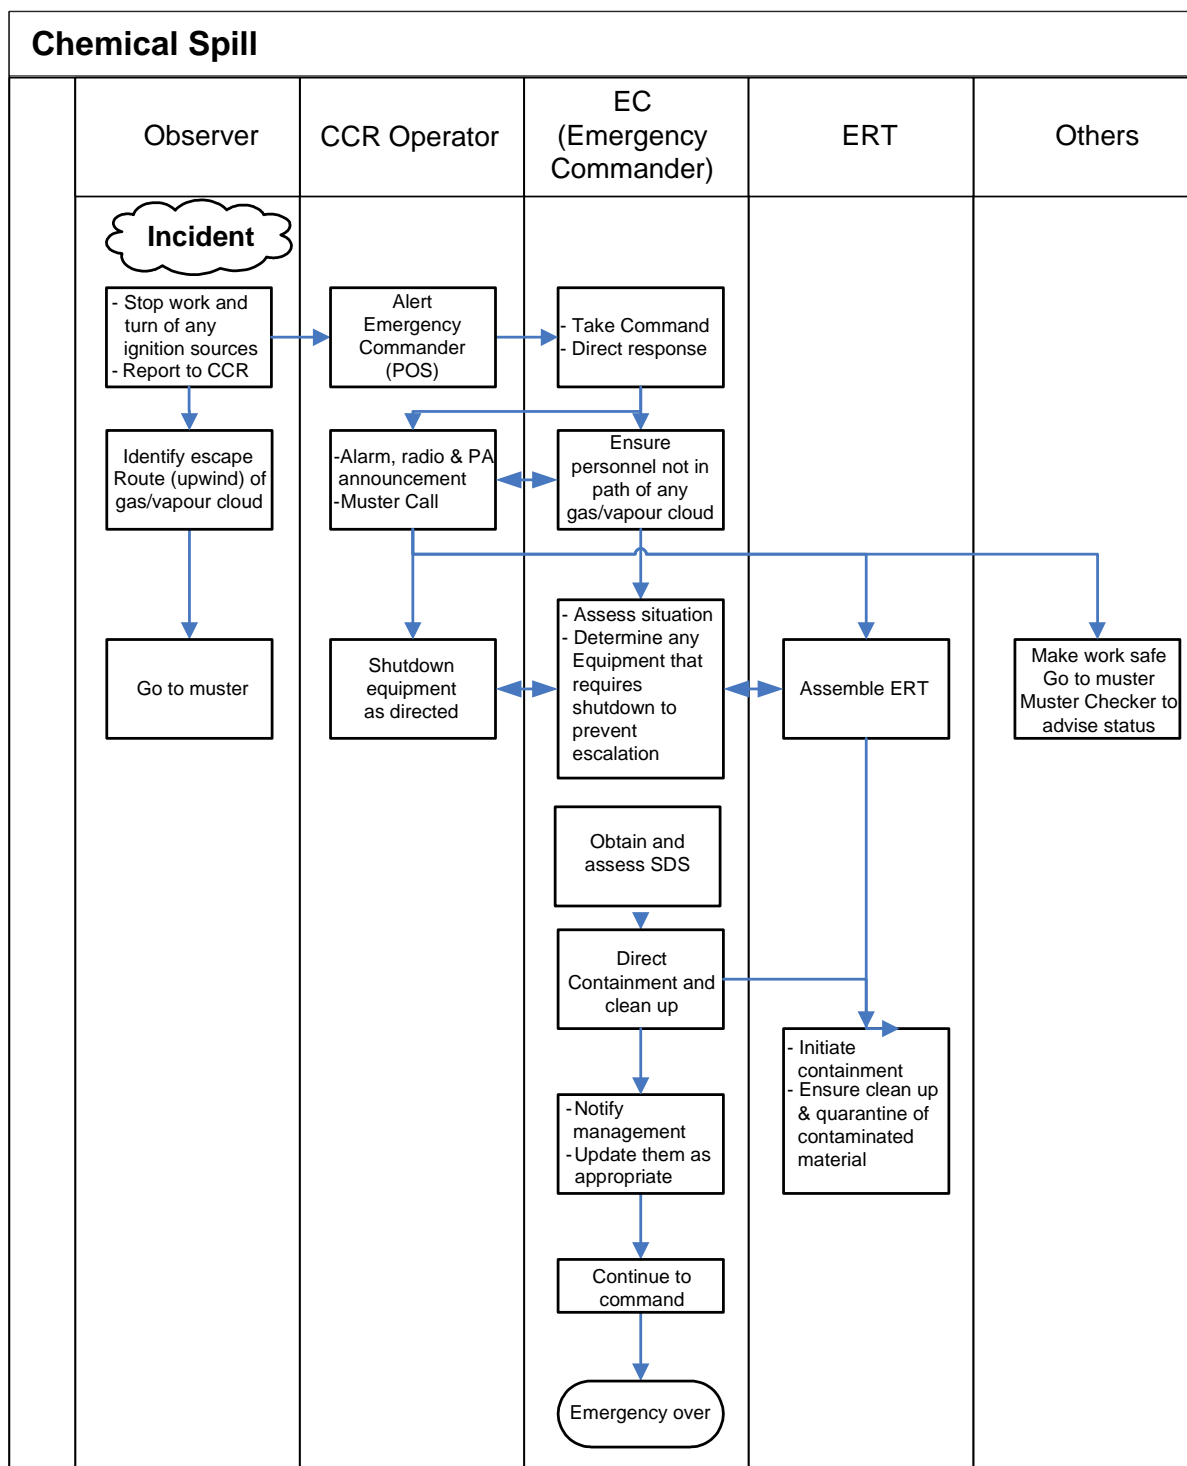 Chemical Spill
Observer
CCR Operator
EC
(Emergency
Commander)
ERT
Others
Incident
- Stop work and
turn of any
ignition sources
- Report to CCR
Alert
Emergency
Commander
(POS)
- Take Command
- Direct response
Identify escape
Route (upwind) of
gas/vapour cloud
-Alarm, radio & PA
announcement
-Muster Call
Ensure
personnel not in
path of any
gas/vapour cloud
Go to muster
Shutdown
equipment
as directed
- Assess situation
- Determine any
Equipment that
requires
shutdown to
prevent
escalation
Assemble ERT
Make work safe
Go to muster
Muster Checker to
advise status
Obtain and
assess SDS
Direct
Containment and
clean up
- Initiate
containment
- Ensure clean up
& quarantine of
contaminated
material
-Notify
management
-Update them as
appropriate
Continue to
command
Emergency over